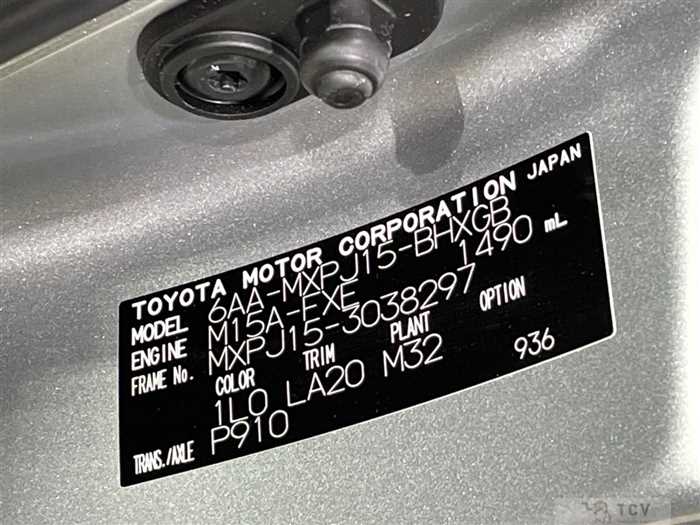 TOYOTA MOTOR CORPORATION JAPAN
MODEL 6AA-MXPJ15-BHXGB
ENGINE M15A-FXE 1490 mL
FRAME No. MXPJ15-3038297
COLOR TRIM PLANT OPTION
1L0 LA20 M32 936
TRANS./AXLE P910
TCV